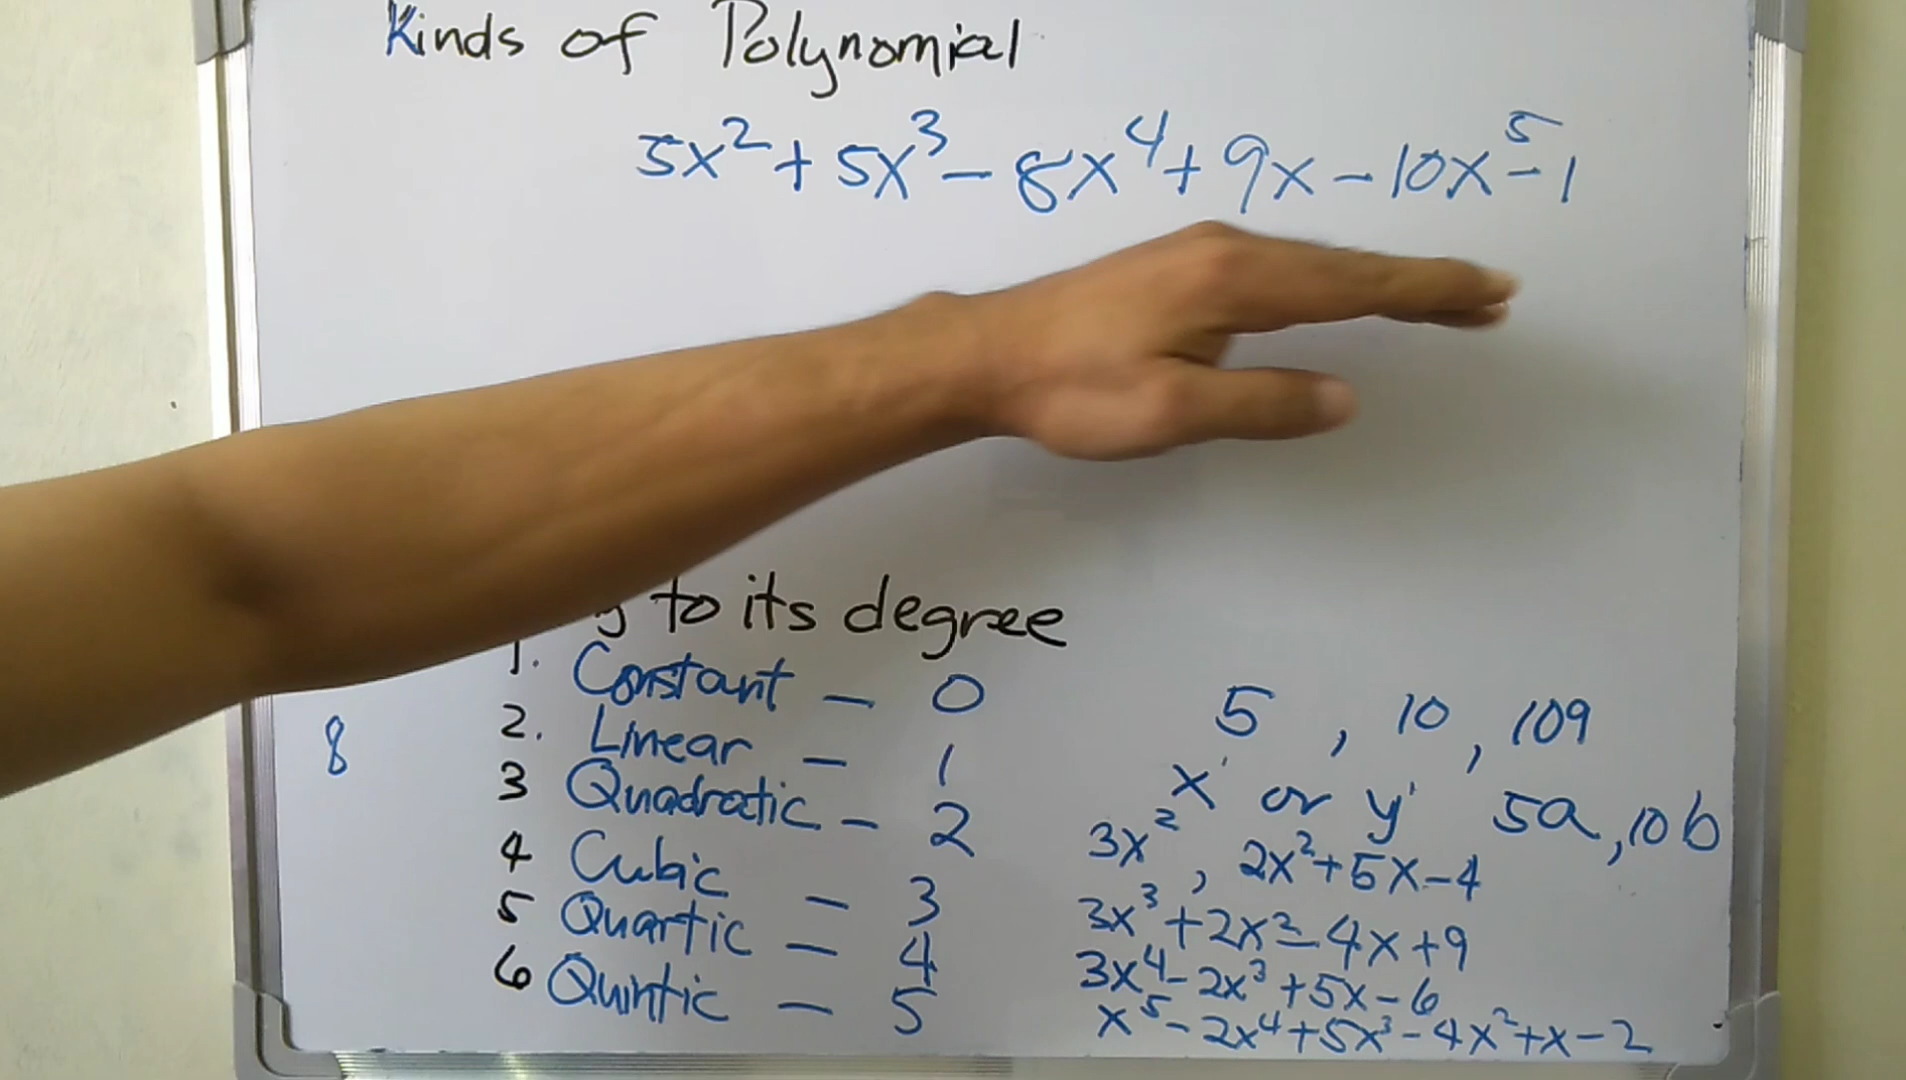 Kinds of Polynomial
5x² + 5x³ - 8x⁴ + 9x - 10x⁵ - 1
to its degree
1. Constant - 0 5, 10, 109
8 2. Linear - 1 x' or y' 5a, 10b
3 Quadratic - 2 3x², 2x²+5x-4
4 Cubic - 3 3x³+2x²-4x+9
5 Quartic - 4 3x⁴-2x³+5x-6
6 Quintic - 5 x⁵-2x⁴+5x³-4x²+x-2